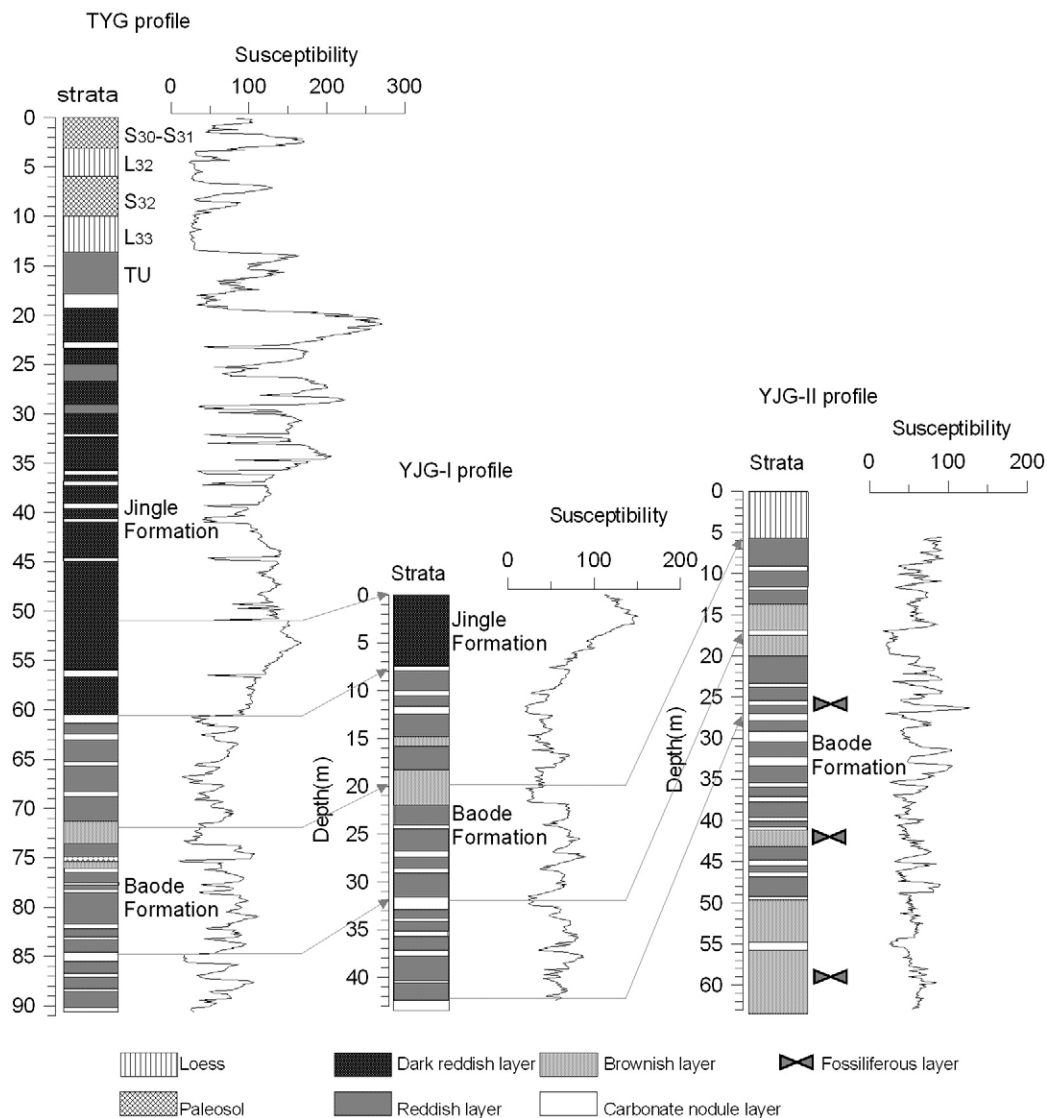 TYG profile
Susceptibility
0 100 200 300
strata
0
5
10
15
20
25
30
35
40
45
50
55
60
65
70
75
80
85
90
S30-S31
L32
S32
L33
TU
Jingle
Formation
Baode
Formation
YJG-I profile
Susceptibility
0 100 200
Strata
Depth(m)
0
5
10
15
20
25
30
35
40
Jingle
Formation
Baode
Formation
YJG-II profile
Susceptibility
0 100 200
Strata
Depth(m)
0
5
10
15
20
25
30
35
40
45
50
55
60
Baode
Formation
Loess
Dark reddish layer
Brownish layer
Fossiliferous layer
Paleosol
Reddish layer
Carbonate nodule layer